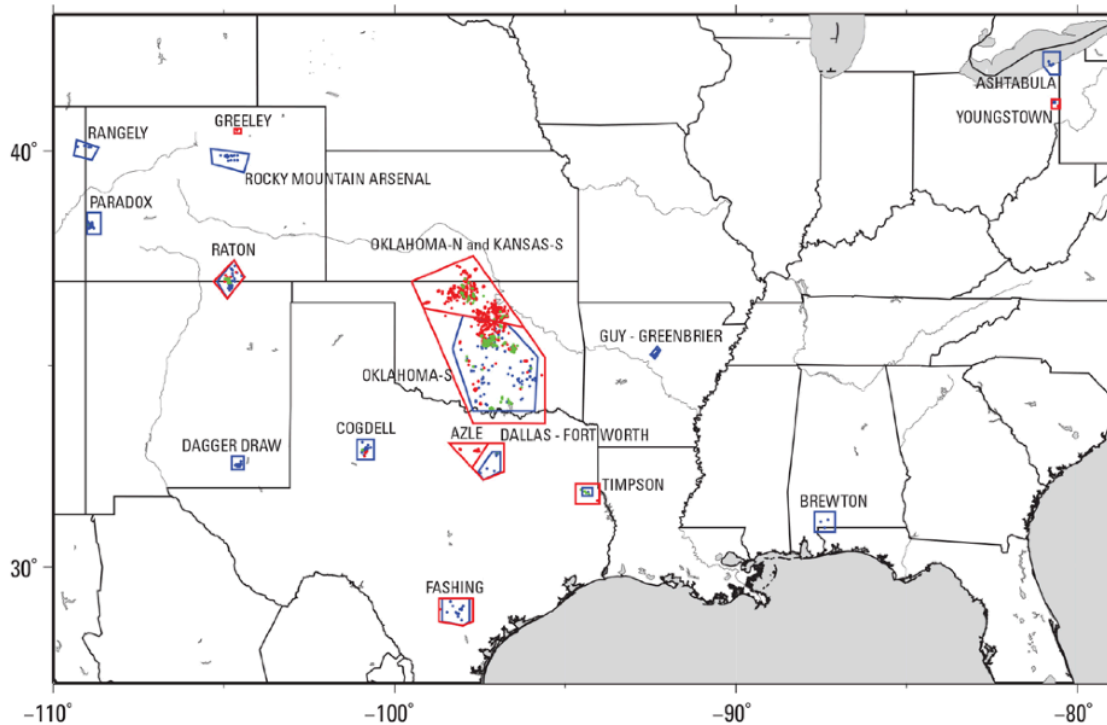 ASHTABULA
YOUNGSTOWN
RANGELY
GREELEY
40°
ROCKY MOUNTAIN ARSENAL
PARADOX
RATON
OKLAHOMA-N and KANSAS-S
GUY - GREENBRIER
OKLAHOMA-S
COGDELL
AZLE
DALLAS - FORT WORTH
DAGGER DRAW
TIMPSON
BREWTON
30°
FASHING
−110° −100° −90° −80°